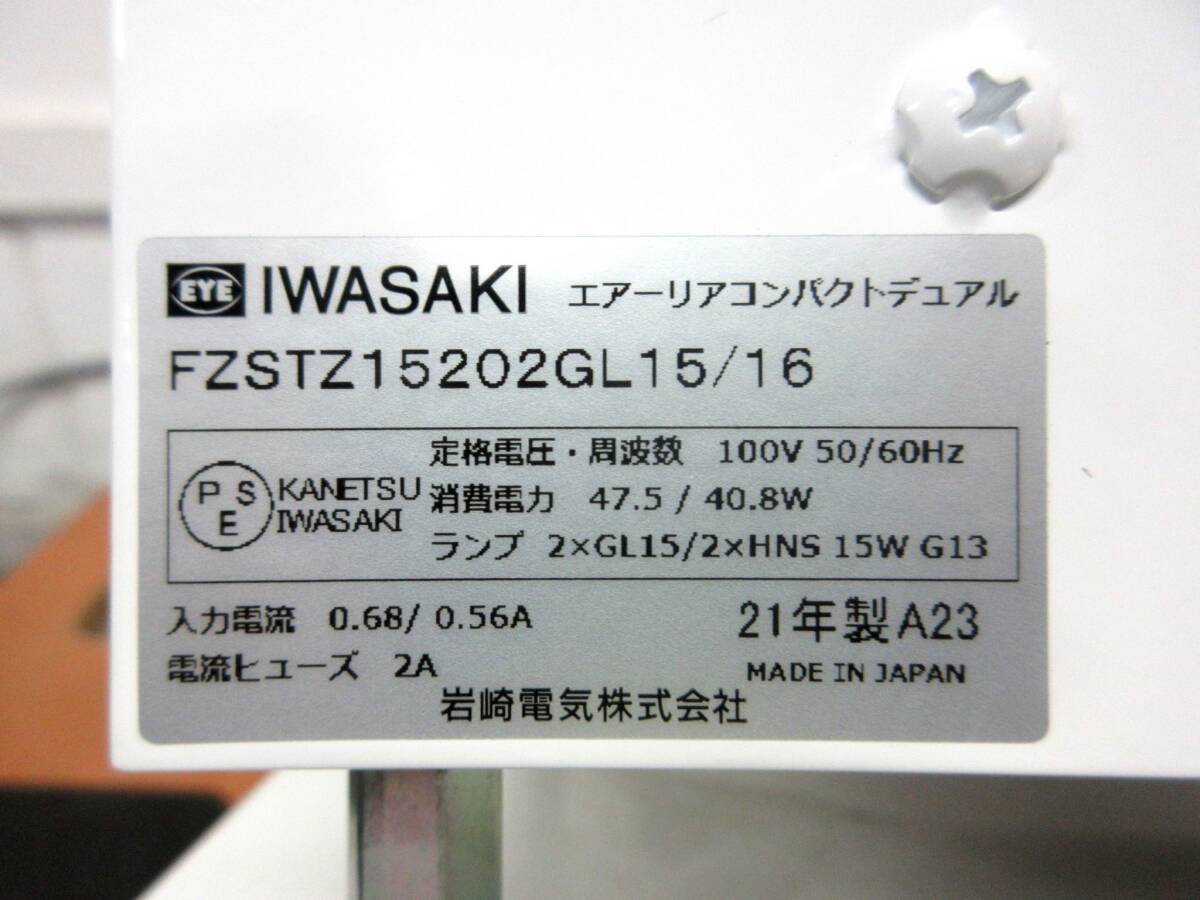 EYE IWASAKI エアーリアコンパクトデュアル
FZSTZ15202GL15/16
PSE KANETSU IWASAKI
定格電圧・周波数 100V 50/60Hz
消費電力 47.5 / 40.8W
ランプ 2×GL15/2×HNS 15W G13
入力電流 0.68/ 0.56A
21年製A23
電流ヒューズ 2A
MADE IN JAPAN
岩崎電気株式会社